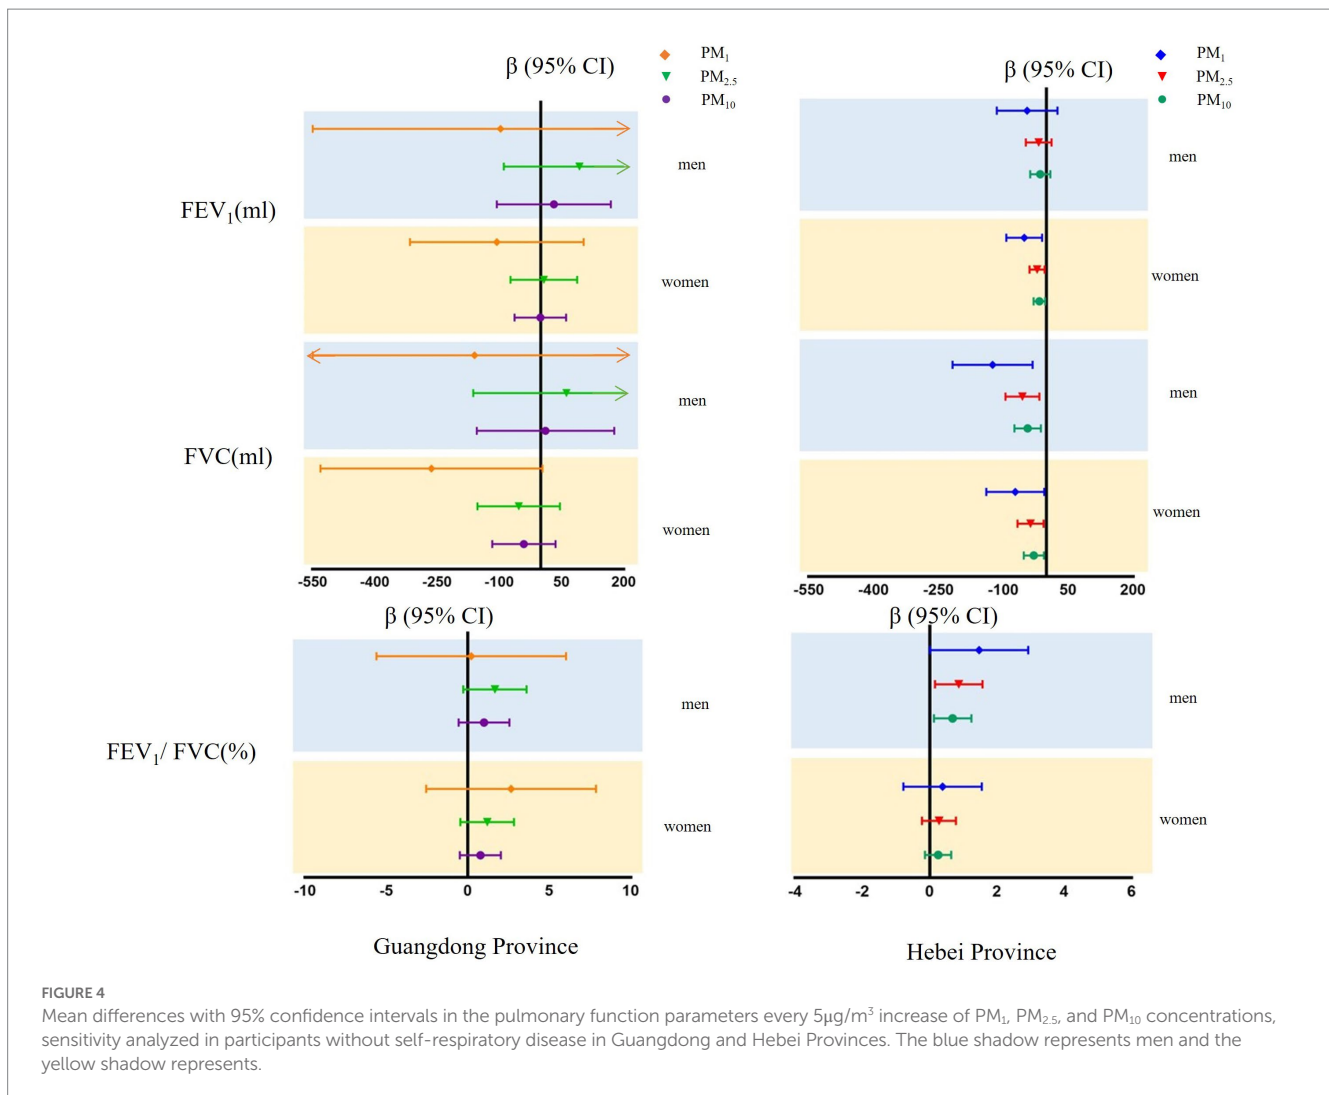 β (95% CI)
PM₁
PM₂.₅
PM₁₀
β (95% CI)
PM₁
PM₂.₅
PM₁₀
FEV₁(ml)
men
women
men
women
FVC(ml)
men
women
men
women
-550 -400 -250 -100 50 200
-550 -400 -250 -100 50 200
β (95% CI)
β (95% CI)
FEV₁/ FVC(%)
men
women
men
women
-10 -5 0 5 10
-4 -2 0 2 4 6
Guangdong Province
Hebei Province
FIGURE 4
Mean differences with 95% confidence intervals in the pulmonary function parameters every 5μg/m³ increase of PM₁, PM₂.₅, and PM₁₀ concentrations,
sensitivity analyzed in participants without self-respiratory disease in Guangdong and Hebei Provinces. The blue shadow represents men and the
yellow shadow represents.